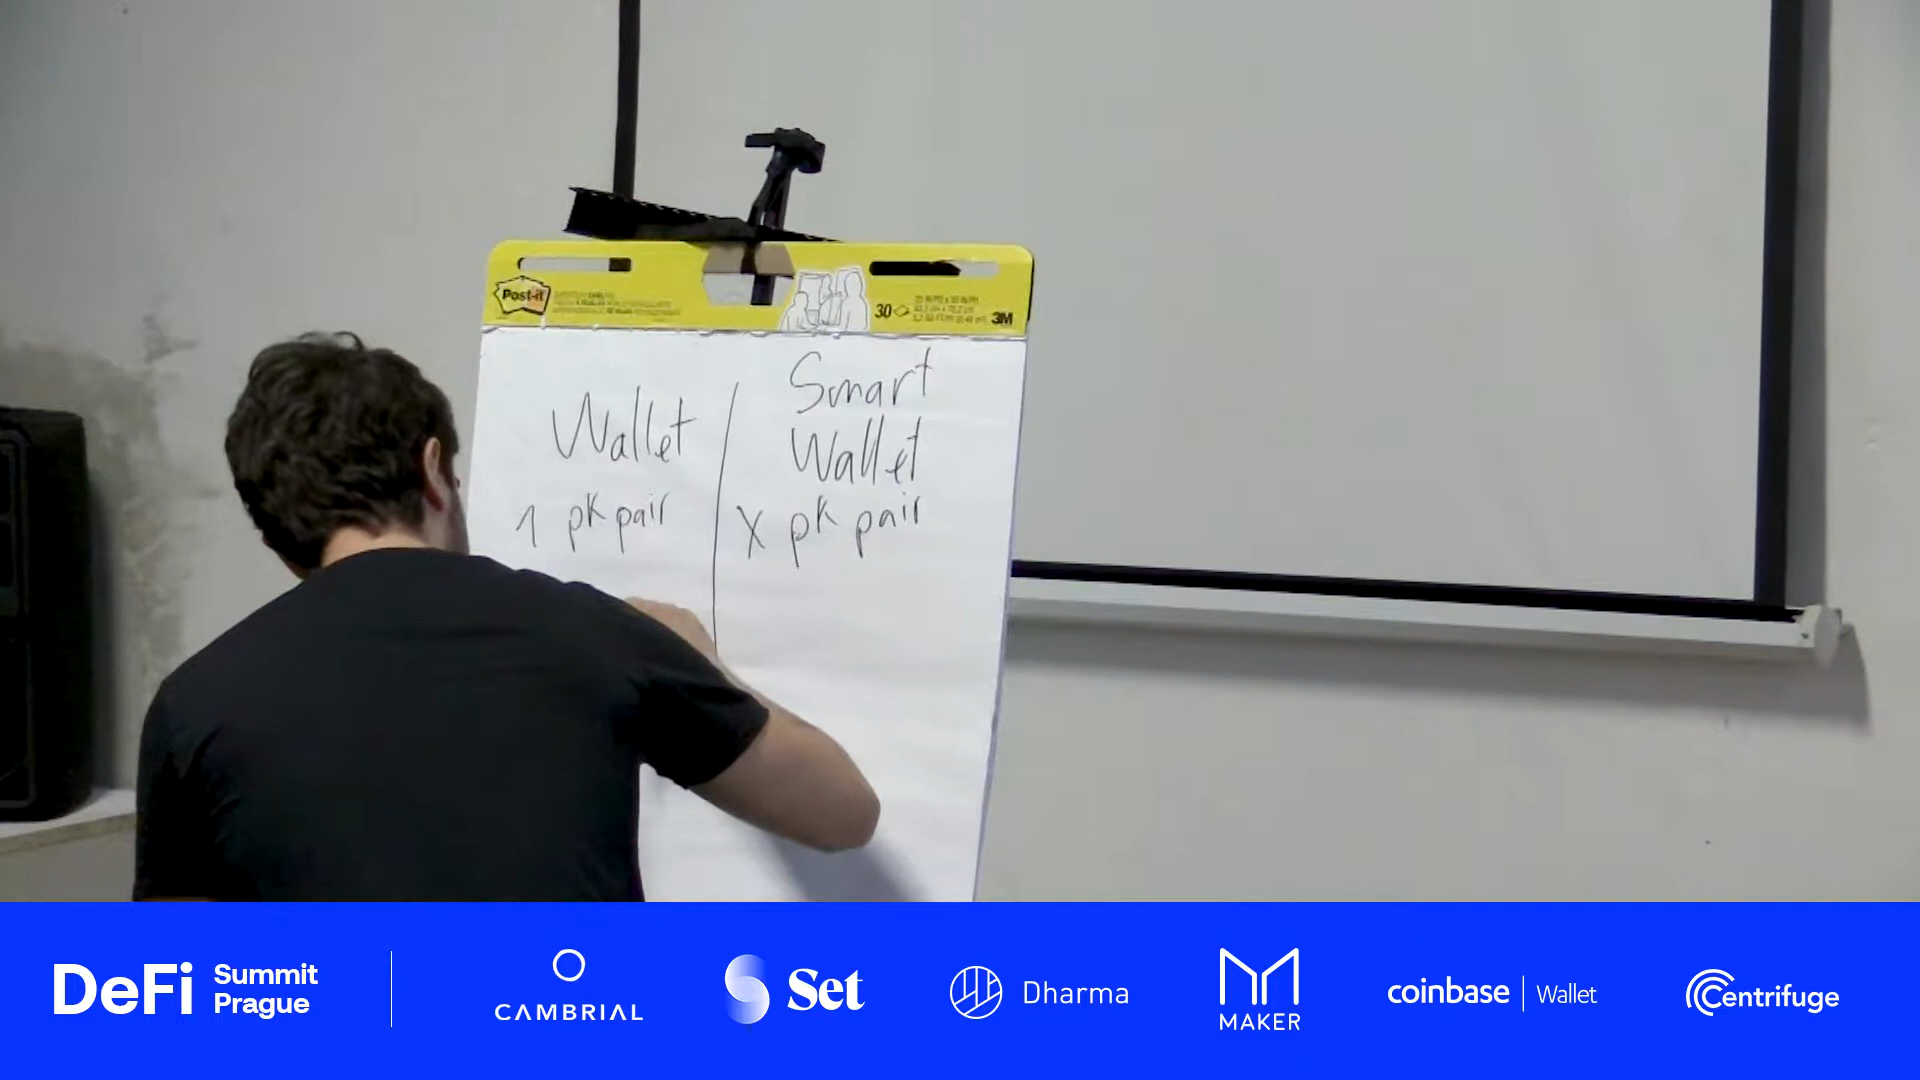 Post-it
30
3M
Wallet
Smart
Wallet
1 pk pair
X pk pair
DeFi
Summit
Prague
CAMBRIAL
Set
Dharma
MAKER
coinbase | Wallet
Centrifuge